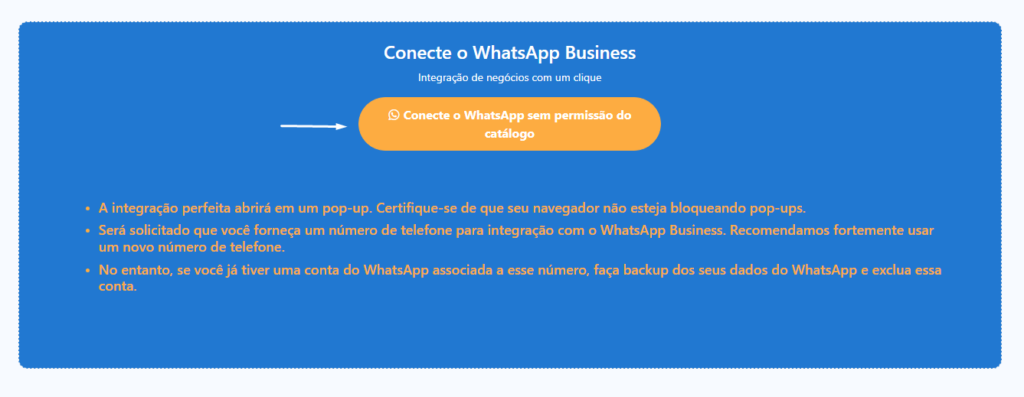 Conecte o WhatsApp Business
Integração de negócios com um clique
Conecte o WhatsApp sem permissão do
catálogo
• A integração perfeita abrirá em um pop-up. Certifique-se de que seu navegador não esteja bloqueando pop-ups.
• Será solicitado que você forneça um número de telefone para integração com o WhatsApp Business. Recomendamos fortemente usar
um novo número de telefone.
• No entanto, se você já tiver uma conta do WhatsApp associada a esse número, faça backup dos seus dados do WhatsApp e exclua essa
conta.